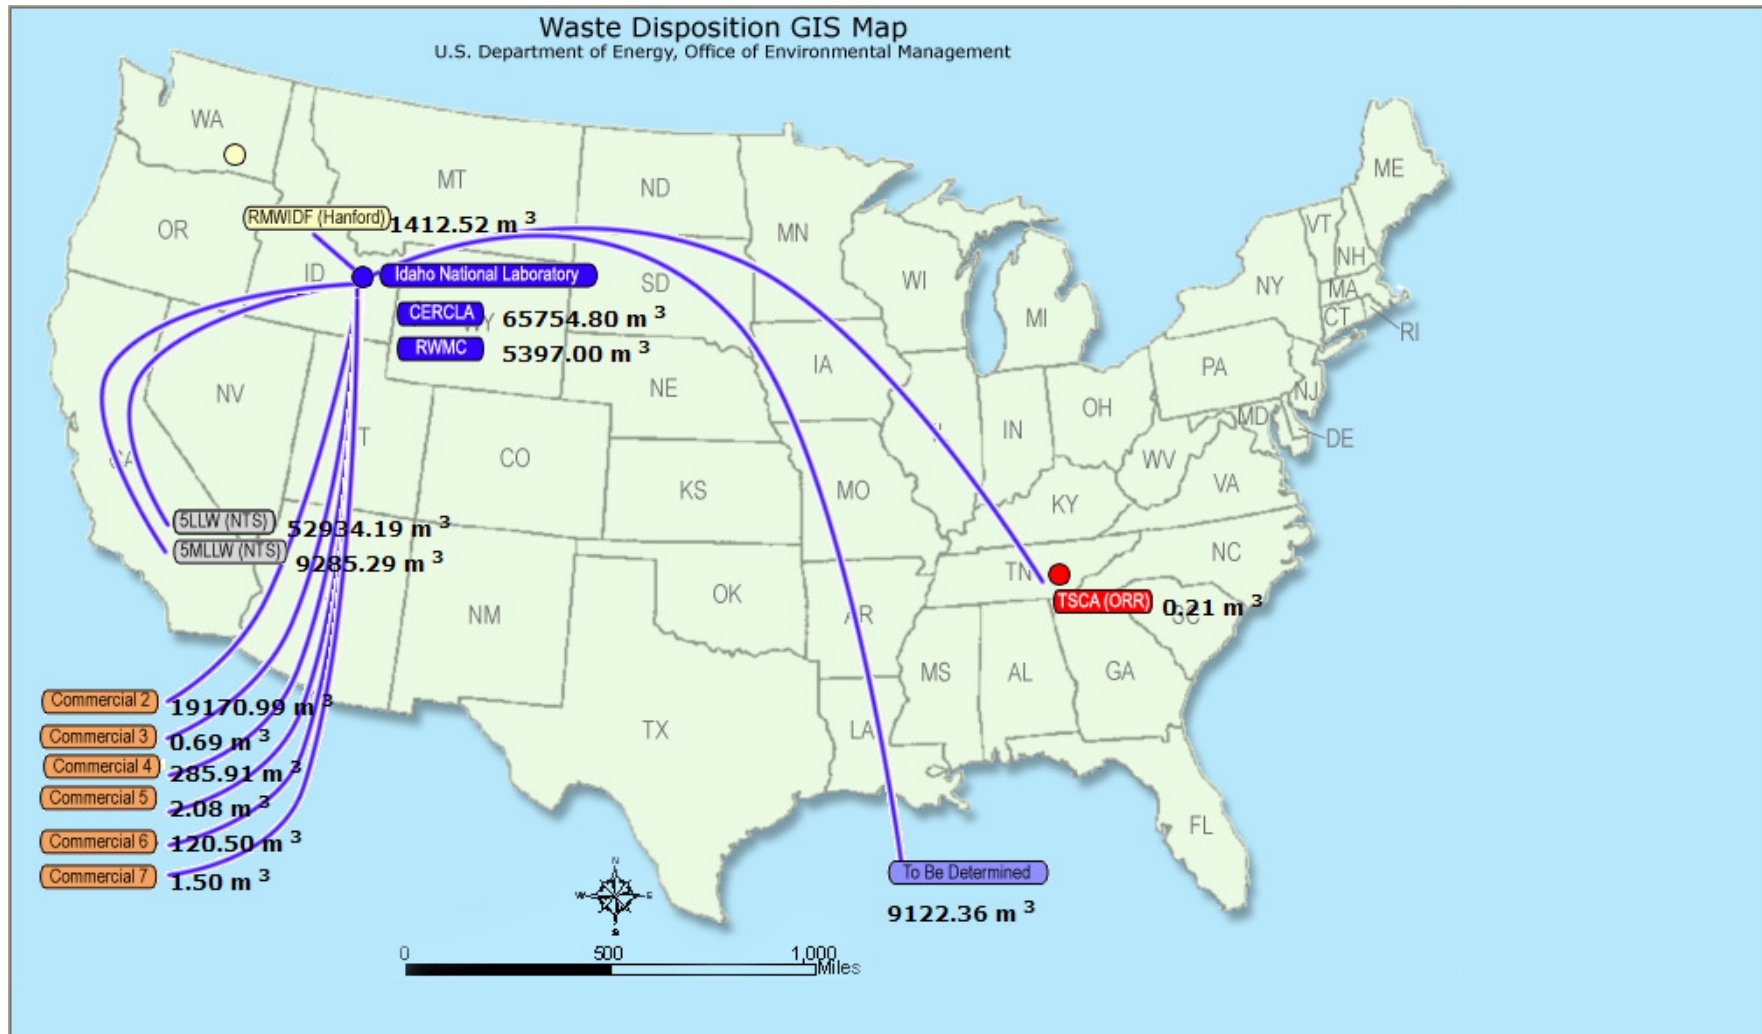 Waste Disposition GIS Map
U.S. Department of Energy, Office of Environmental Management
WA
MT
ND
ME
OR
RMWIDF (Hanford) 1412.52 m 3
MN
VT
NH
ID
Idaho National Laboratory
SD
WI
NY
MA
CERCLA 65754.80 m 3
WY
MI
CT
RI
RWMC 5397.00 m 3
IA
PA
NV
NE
NJ
OH
IN
MD
DE
T
CO
CA
WV
KS
MO
KY
VA
5LLW (NTS) 52934.19 m 3
5MLLW (NTS) 9285.29 m 3
NC
TN
OK
TSCA (ORR) 0.21 m 3
NM
AR
SC
MS
AL
GA
Commercial 2 19170.99 m 3
TX
LA
Commercial 3 0.69 m 3
Commercial 4 285.91 m 3
Commercial 5 2.08 m 3
FL
Commercial 6 120.50 m 3
Commercial 7 1.50 m 3
N
W
E
S
To Be Determined
9122.36 m 3
0 500 1,000
Miles